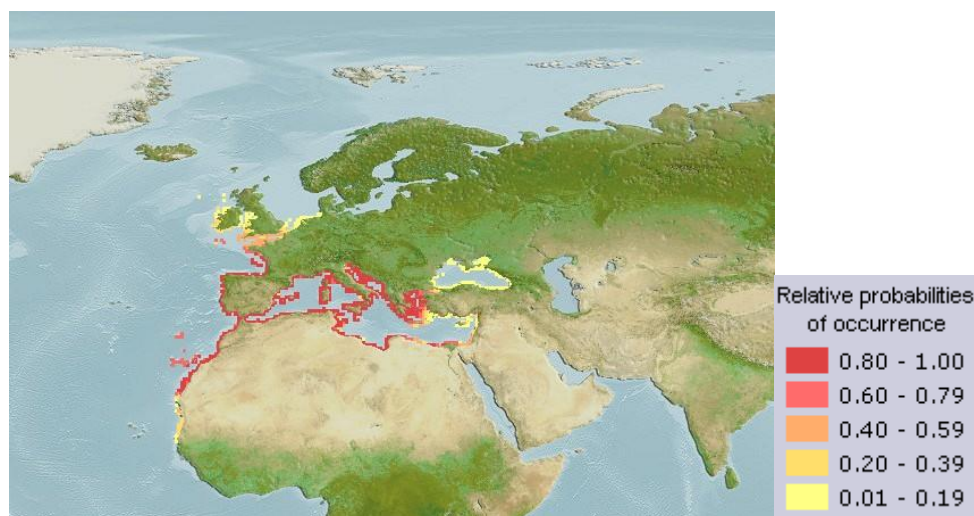 Relative probabilities
of occurrence
0.80 - 1.00
0.60 - 0.79
0.40 - 0.59
0.20 - 0.39
0.01 - 0.19